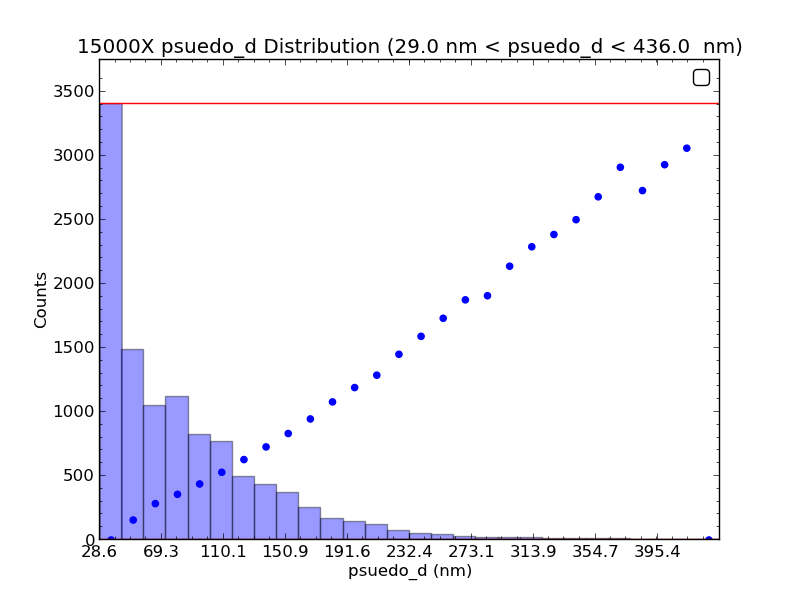 15000X psuedo_d Distribution (29.0 nm < psuedo_d < 436.0  nm)
3500
3000
2500
2000
1500
1000
500
0
Counts
28.6 69.3 110.1 150.9 191.6 232.4 273.1 313.9 354.7 395.4
psuedo_d (nm)